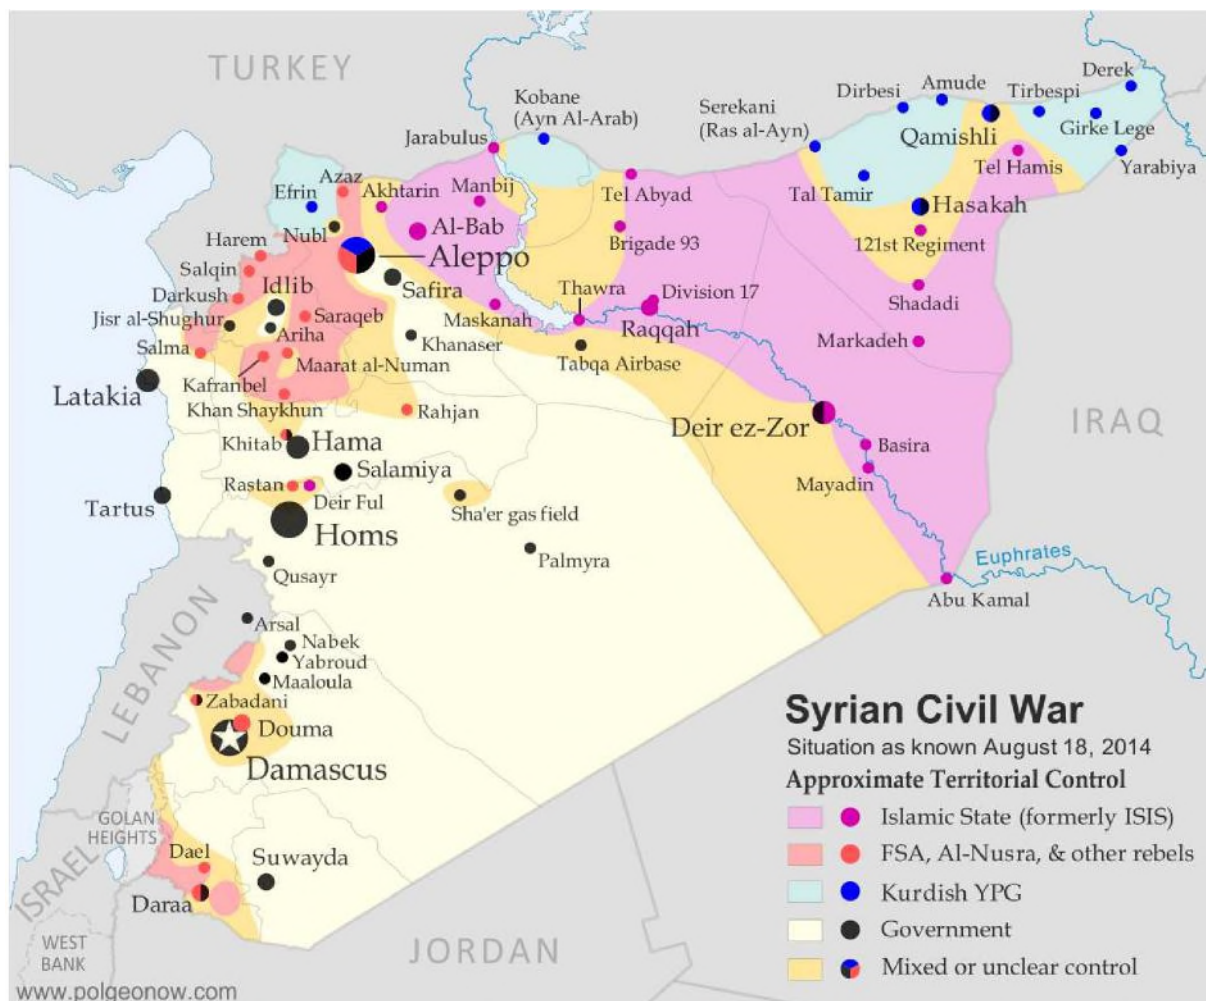 TURKEY
Derek
Amude
Dirbesi
Tirbespi
Kobane
(Ayn Al-Arab)
Serekani
(Ras al-Ayn)
Qamishli
Girke Lege
Jarabulus
Yarabiya
Tel Hamis
Azaz
Akhtarin
Manbij
Tel Abyad
Tal Tamir
Efrin
Hasakah
Nubl
Al-Bab
Brigade 93
121st Regiment
Harem
Aleppo
Salqin
Safira
Idlib
Thawra
Division 17
Shadadi
Darkush
Saraqeb
Maskanah
Raqqah
Jisr al-Shughur
Ariha
Khanaser
Markadeh
Salma
Maarat al-Numan
Tabqa Airbase
Kafranbel
Latakia
Khan Shaykhun
Rahjan
Deir ez-Zor
IRAQ
Khitab
Hama
Basira
Salamiya
Mayadin
Rastan
Deir Ful
Tartus
Sha'er gas field
Homs
Palmyra
Euphrates
Qusayr
Abu Kamal
LEBANON
Arsal
Nabek
Yabroud
Maaloula
Zabadani
Douma
Damascus
GOLAN
HEIGHTS
ISRAEL
Dael
Suwayda
Daraa
WEST
BANK
JORDAN
www.polgeonow.com
Syrian Civil War
Situation as known August 18, 2014
Approximate Territorial Control
Islamic State (formerly ISIS)
FSA, Al-Nusra, & other rebels
Kurdish YPG
Government
Mixed or unclear control